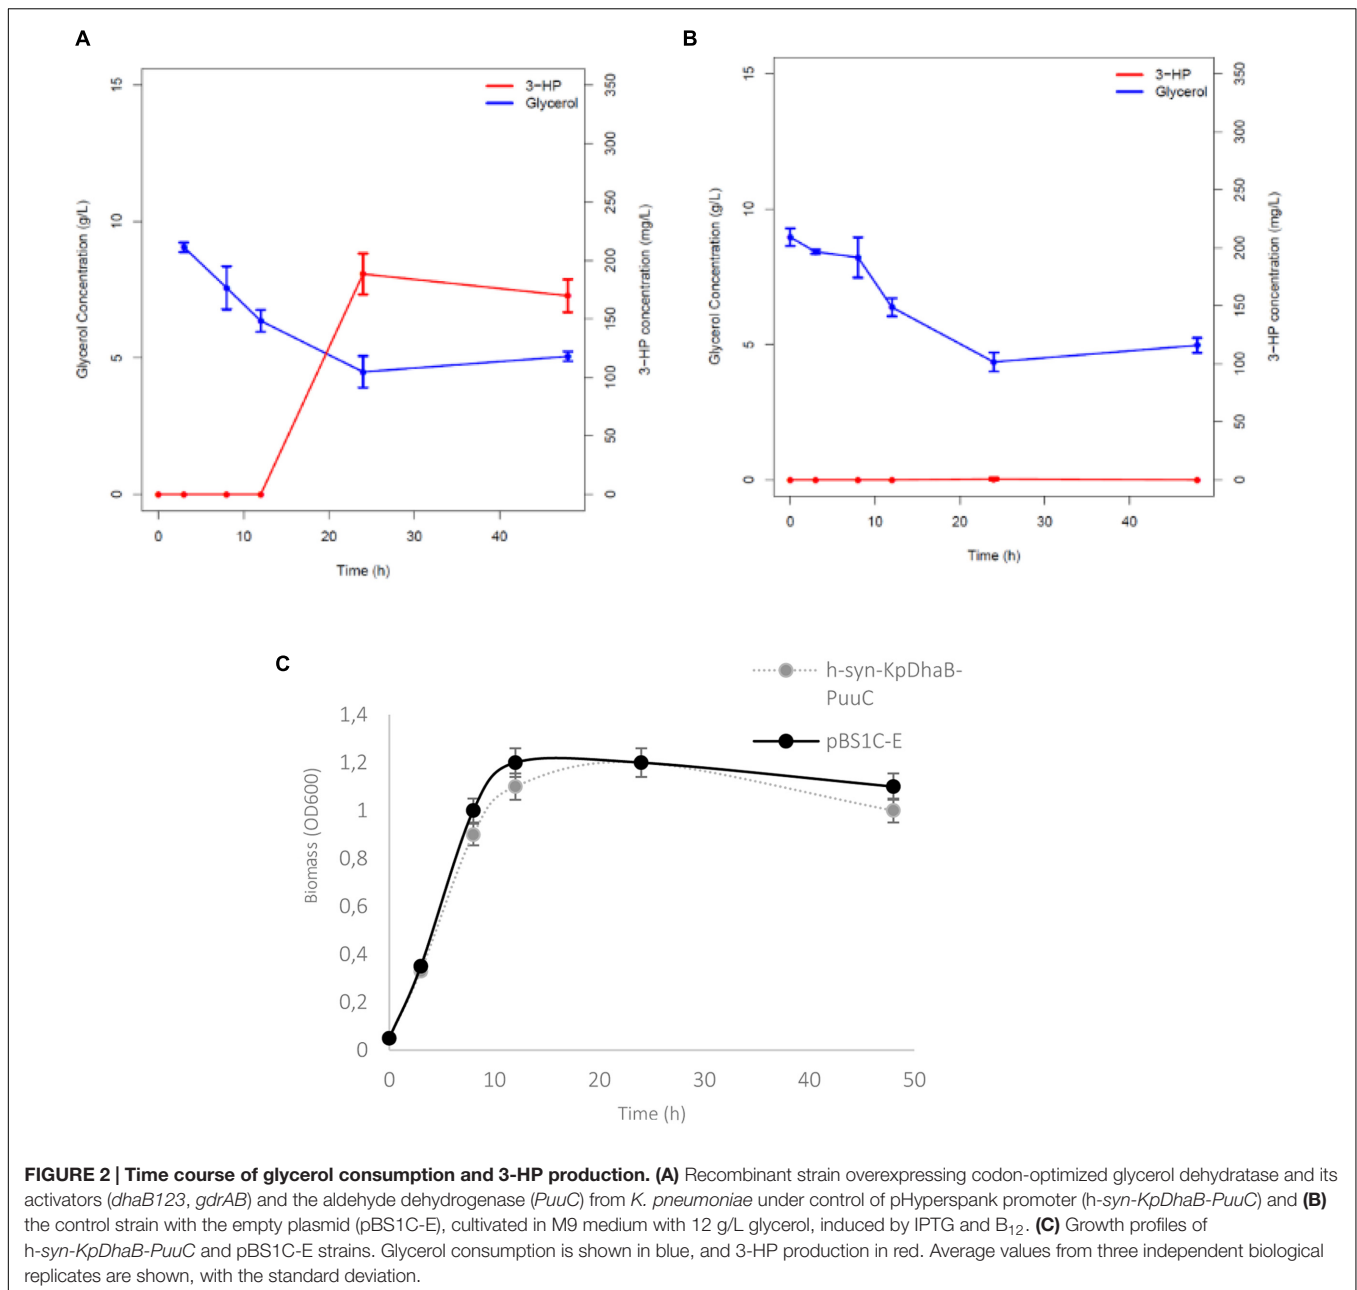 A
3−HP
Glycerol
15
10
5
0
Glycerol Concentration (g/L)
350
300
250
200
150
100
50
0
3−HP concentration (mg/L)
0 10 20 30 40
Time (h)
B
3−HP
Glycerol
15
10
5
0
Glycerol Concentration (g/L)
350
300
250
200
150
100
50
0
3−HP concentration (mg/L)
0 10 20 30 40
Time (h)
C
h-syn-KpDhaB-
PuuC
pBS1C-E
1,4
1,2
1
0,8
0,6
0,4
0,2
0
Biomass (OD600)
0 10 20 30 40 50
Time (h)
FIGURE 2 | Time course of glycerol consumption and 3-HP production. (A) Recombinant strain overexpressing codon-optimized glycerol dehydratase and its
activators (dhaB123, gdrAB) and the aldehyde dehydrogenase (PuuC) from K. pneumoniae under control of pHyperspank promoter (h-syn-KpDhaB-PuuC) and (B)
the control strain with the empty plasmid (pBS1C-E), cultivated in M9 medium with 12 g/L glycerol, induced by IPTG and B12. (C) Growth profiles of
h-syn-KpDhaB-PuuC and pBS1C-E strains. Glycerol consumption is shown in blue, and 3-HP production in red. Average values from three independent biological
replicates are shown, with the standard deviation.